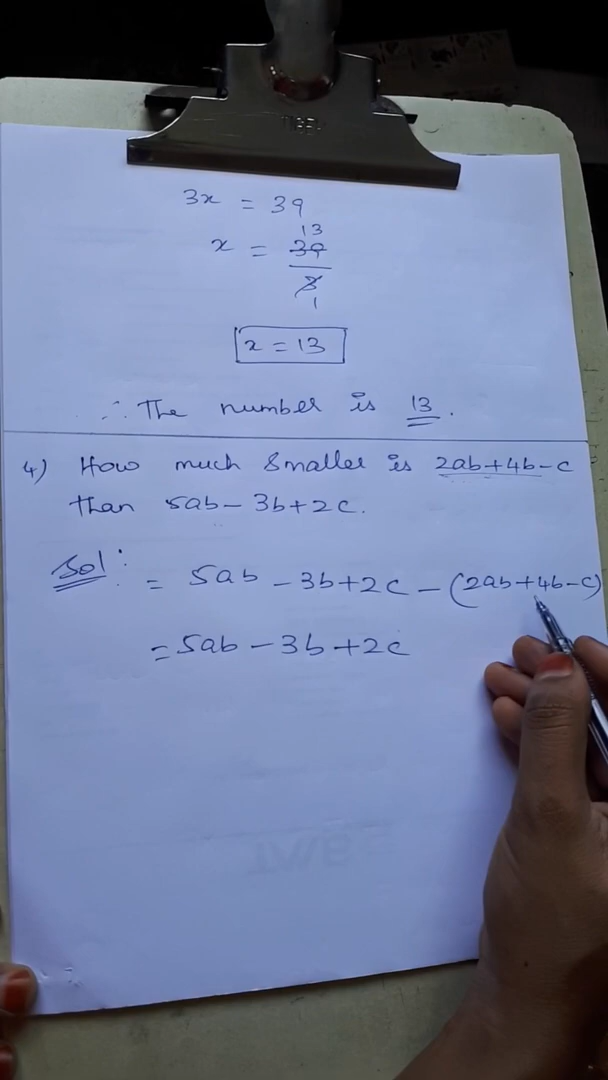 3x = 39
13
x = 39
3
1
x = 13
∴ The number is 13.
4) How much smaller is 2ab+4b-c
than 5ab-3b+2c.
Sol:
= 5ab - 3b+2c - (2ab+4b-c)
= 5ab - 3b +2c